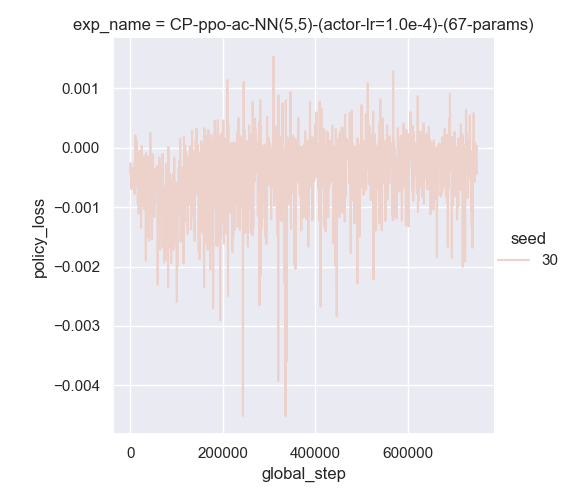 exp_name = CP-ppo-ac-NN(5,5)-(actor-lr=1.0e-4)-(67-params)
0.001
0.000
−0.001
−0.002
−0.003
−0.004
policy_loss
0
200000
400000
600000
global_step
seed
30